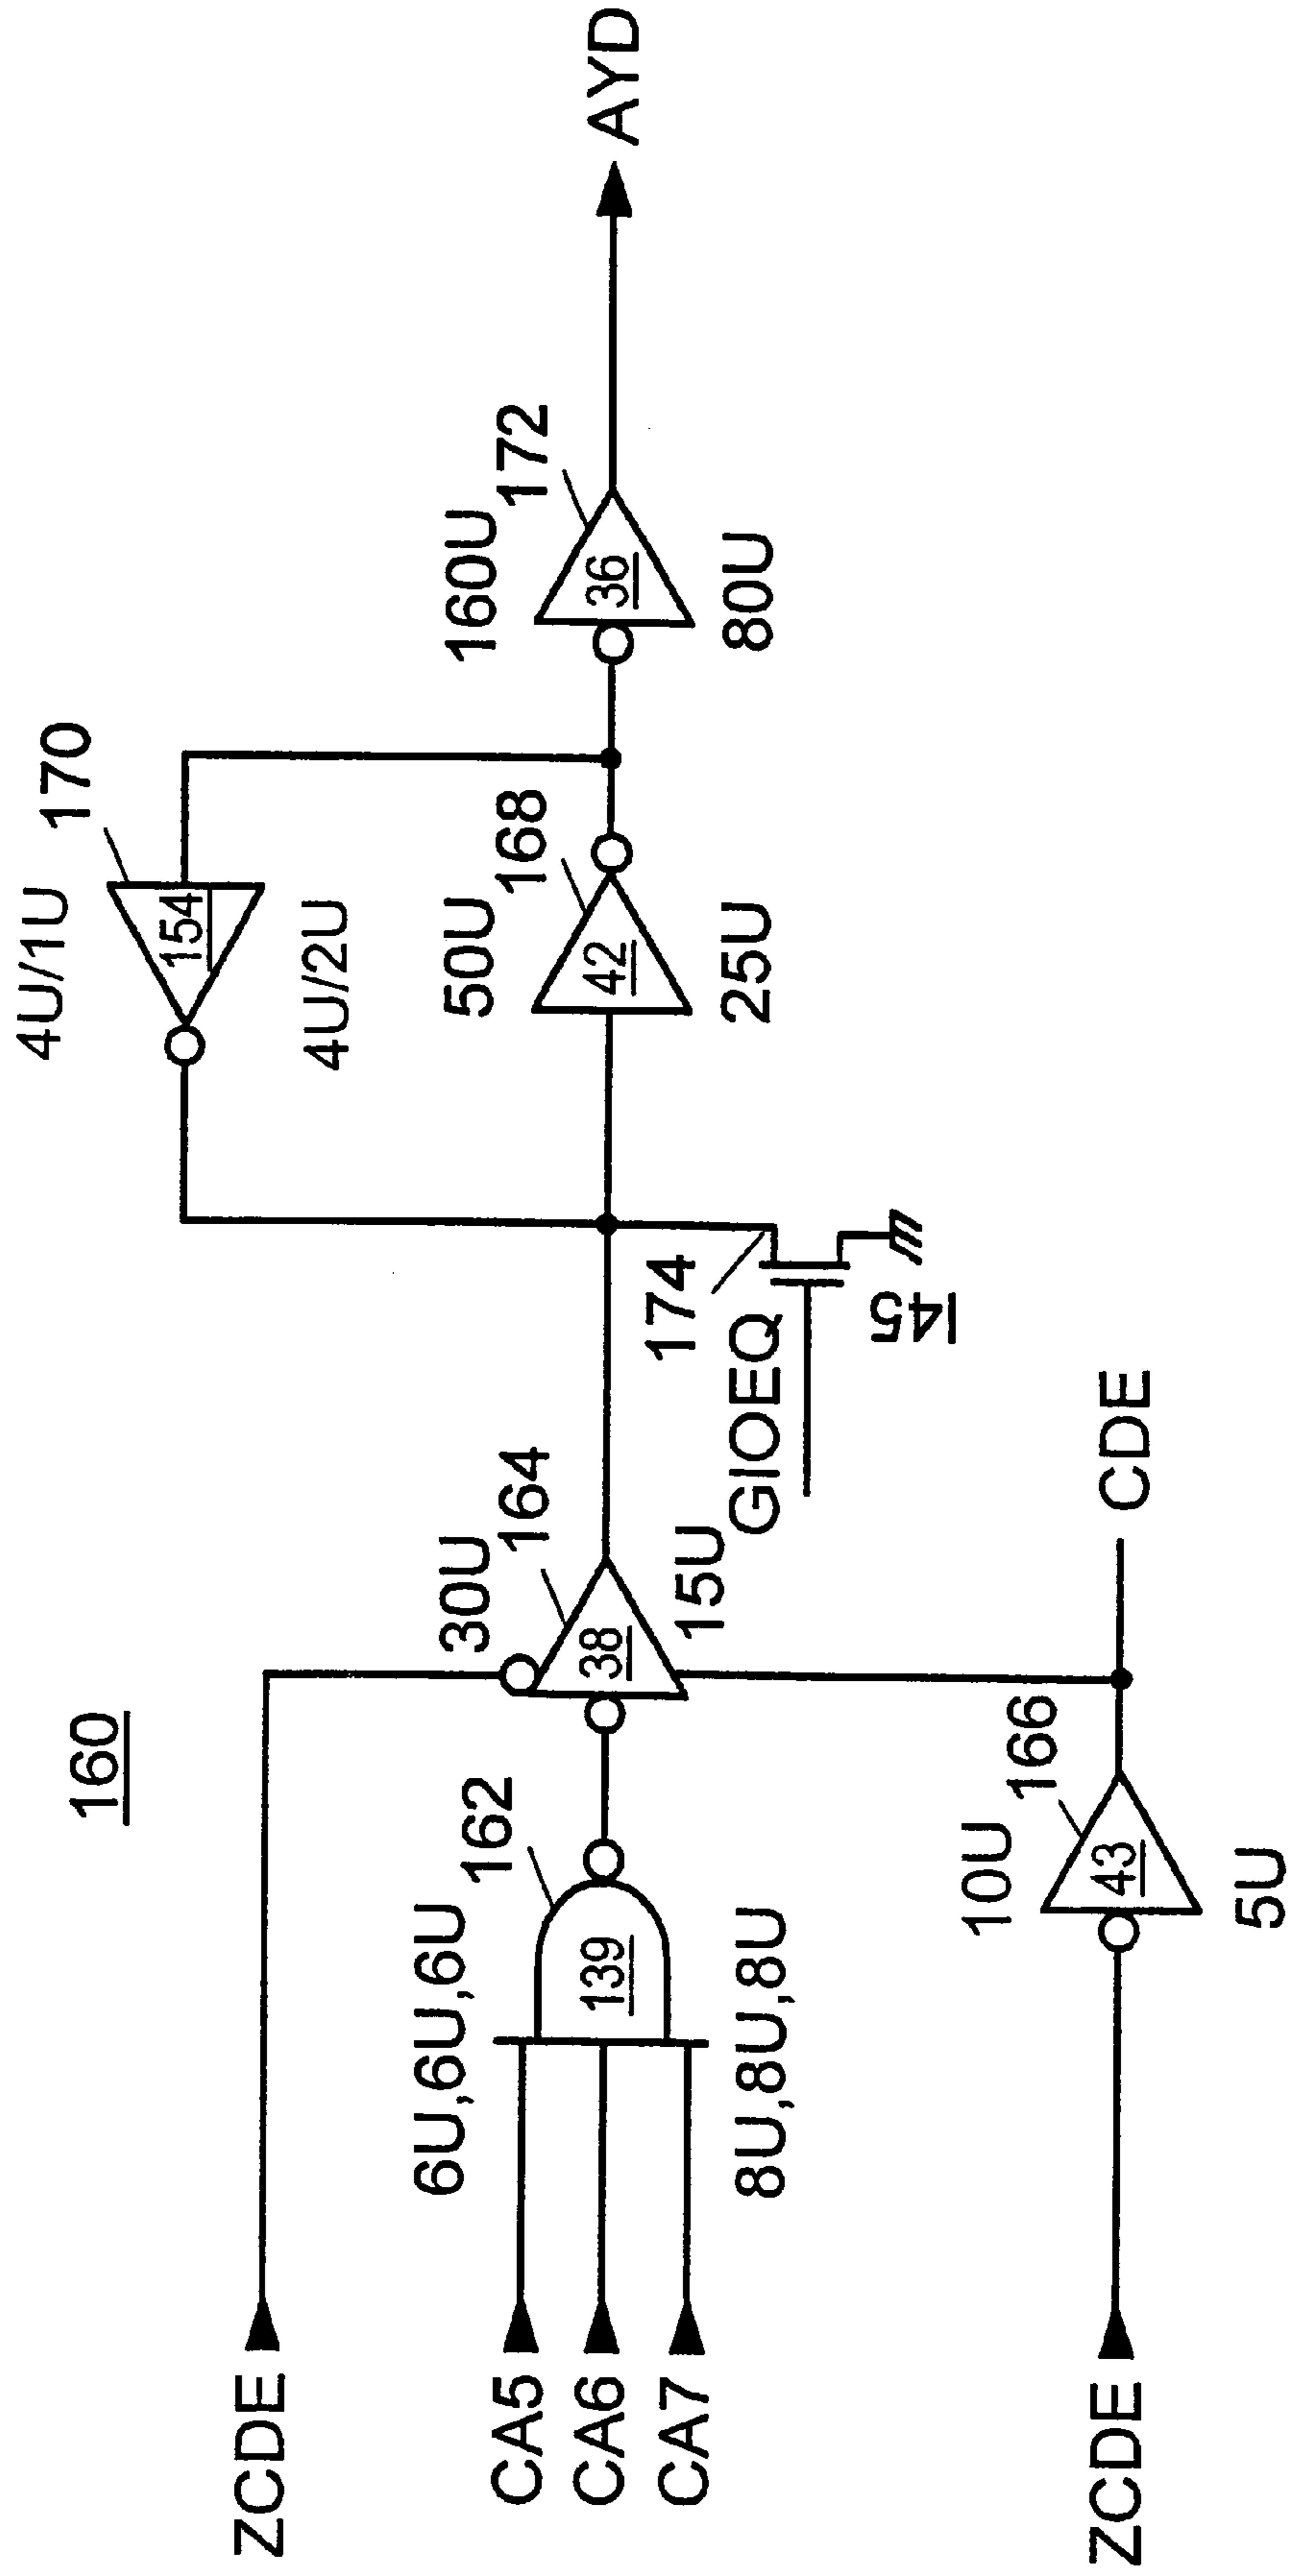 160
ZCDE
CA5
CA6
CA7
6U,6U,6U
139
162
8U,8U,8U
30U
38
164
15U
ZCDE
10U
43
166
5U
CDE
GIOEQ
174
145
4U/1U
154
170
4U/2U
50U
42
168
25U
160U
36
172
80U
AYD